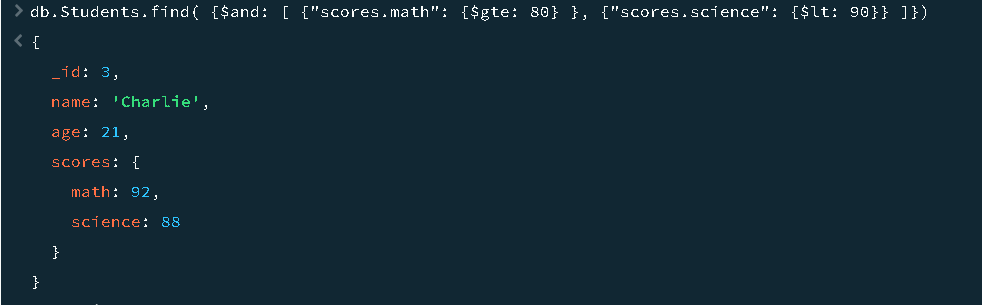 > db.Students.find( {$and: [ {"scores.math": {$gte: 80} }, {"scores.science": {$lt: 90}} ]})
< {
_id: 3,
name: 'Charlie',
age: 21,
scores: {
math: 92,
science: 88
}
}